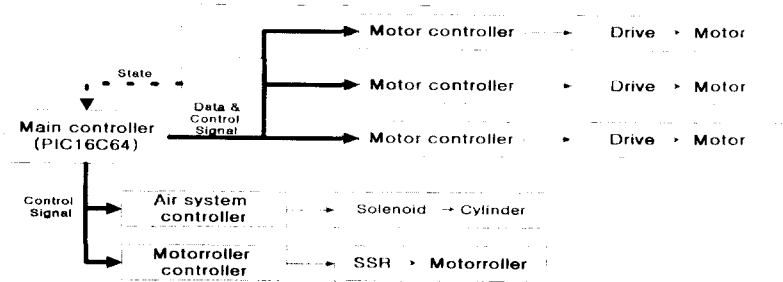 Motor controller Drive Motor
State
Motor controller Drive Motor
Data &
Control
Signal
Main controller
(PIC16C64)
Motor controller Drive Motor
Control
Signal
Air system
controller
Solenoid Cylinder
Motorroller
controller
SSR Motorroller